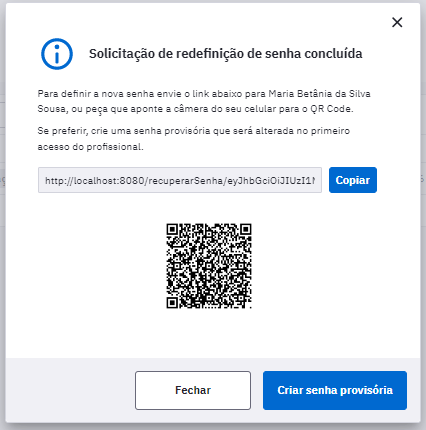 Solicitação de redefinição de senha concluída
Para definir a nova senha envie o link abaixo para Maria Betânia da Silva
Sousa, ou peça que aponte a câmera do seu celular para o QR Code.
Se preferir, crie uma senha provisória que será alterada no primeiro
acesso do profissional.
http://localhost:8080/recuperarSenha/eyJhbGciOiJIUzI1N
Copiar
Fechar
Criar senha provisória